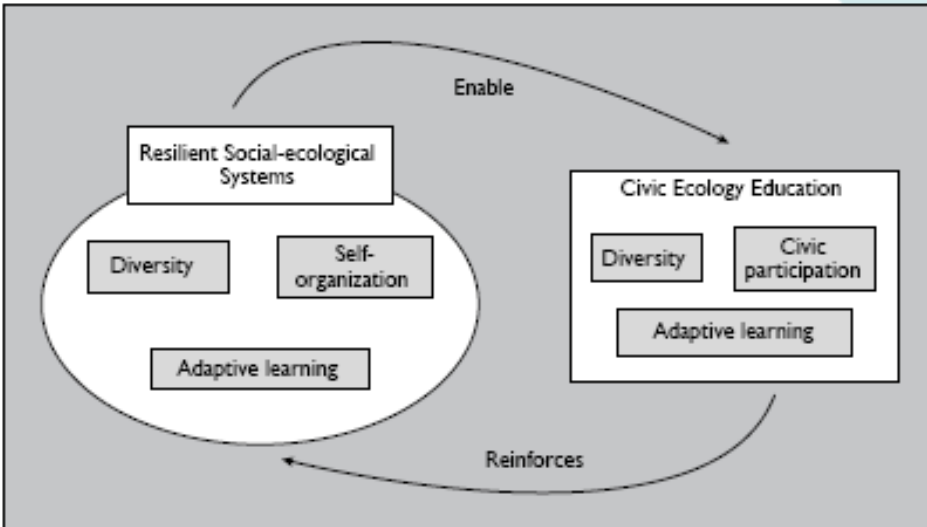 Enable
Resilient Social-ecological
Systems
Diversity
Self-
organization
Adaptive learning
Civic Ecology Education
Diversity
Civic
participation
Adaptive learning
Reinforces